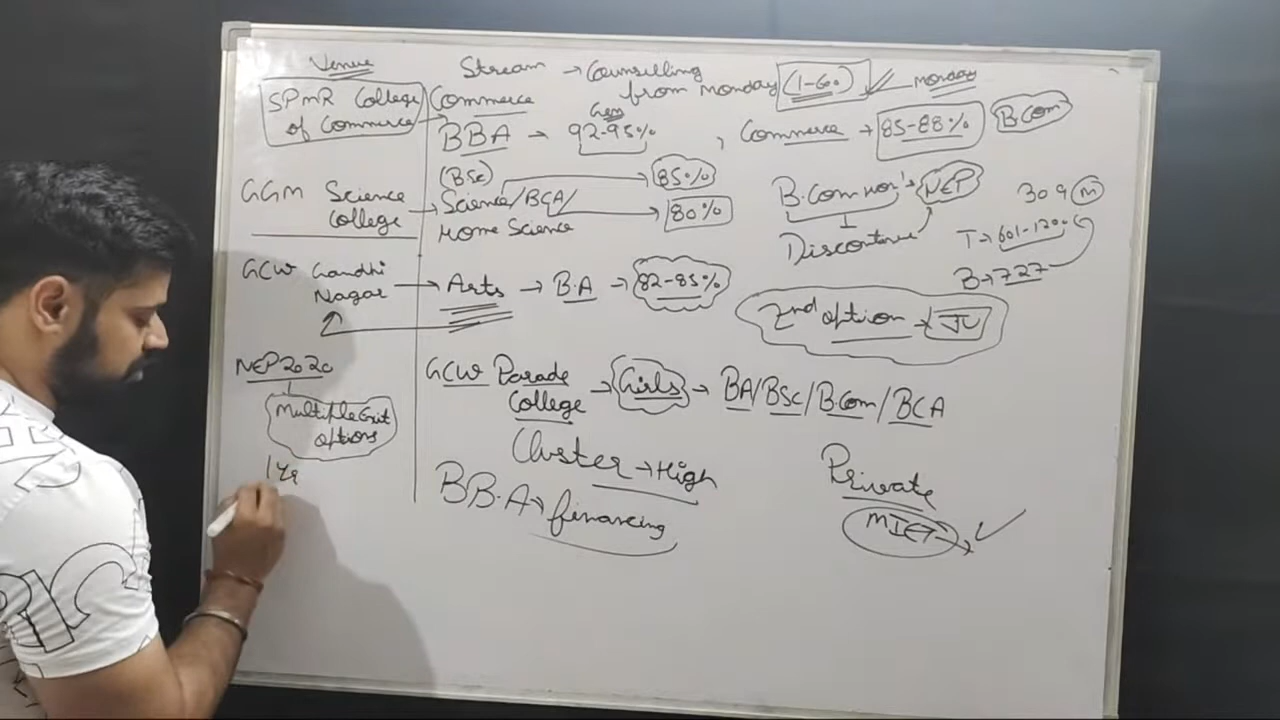 Venue
Stream → Counselling
from Monday (1-60) Monday
SPMR College
of Commerce
Commerce
BBA → 92-95%
Gen
, Commerce → 85-88% B.Com
GGM Science
College
(BSc)
Science/BCA/
Home Science
85%
80%
B.Com Hon's NEP
Discontinue
309 M
T → 601-1200
B → 727
GCW Gandhi
Nagar → Arts → B.A → 82-85%
2nd option → JU
NEP 2020
Multiple Exit
options
1 Yr
GCW Parade
College → Girls → BA/BSc/B.Com/BCA
Cluster → High
B.B.A → financing
Private
MIET →